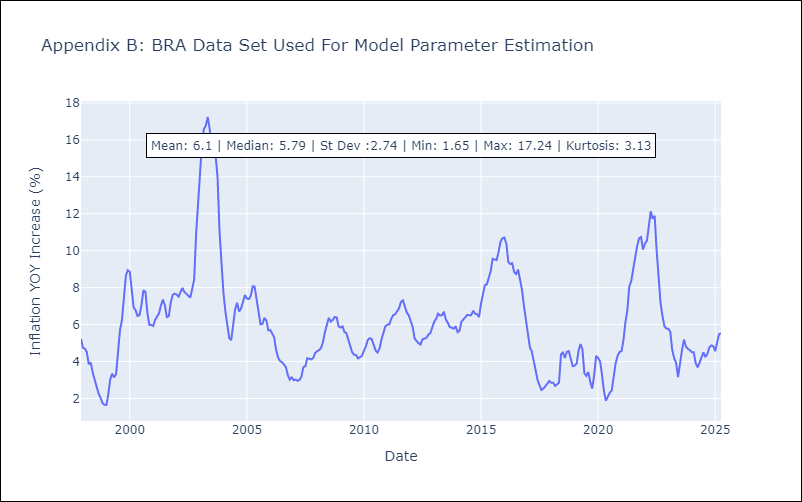 Appendix B: BRA Data Set Used For Model Parameter Estimation
18
Mean: 6.1 | Median: 5.79 | St Dev :2.74 | Min: 1.65 | Max: 17.24 | Kurtosis: 3.13
16
14
12
10
8
6
4
2
Inflation YOY Increase (%)
2000 2005 2010 2015 2020 2025
Date